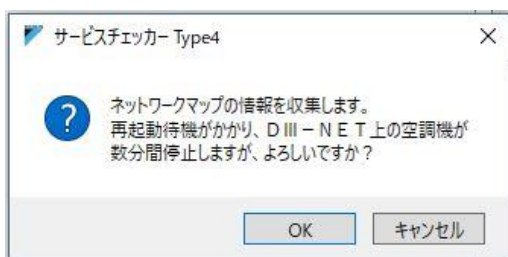 サービスチェッカー Type4
ネットワークマップの情報を収集します。
再起動待機がかかり、ＤⅢ－ＮＥＴ上の空調機が
数分間停止しますが、よろしいですか？
OK
キャンセル